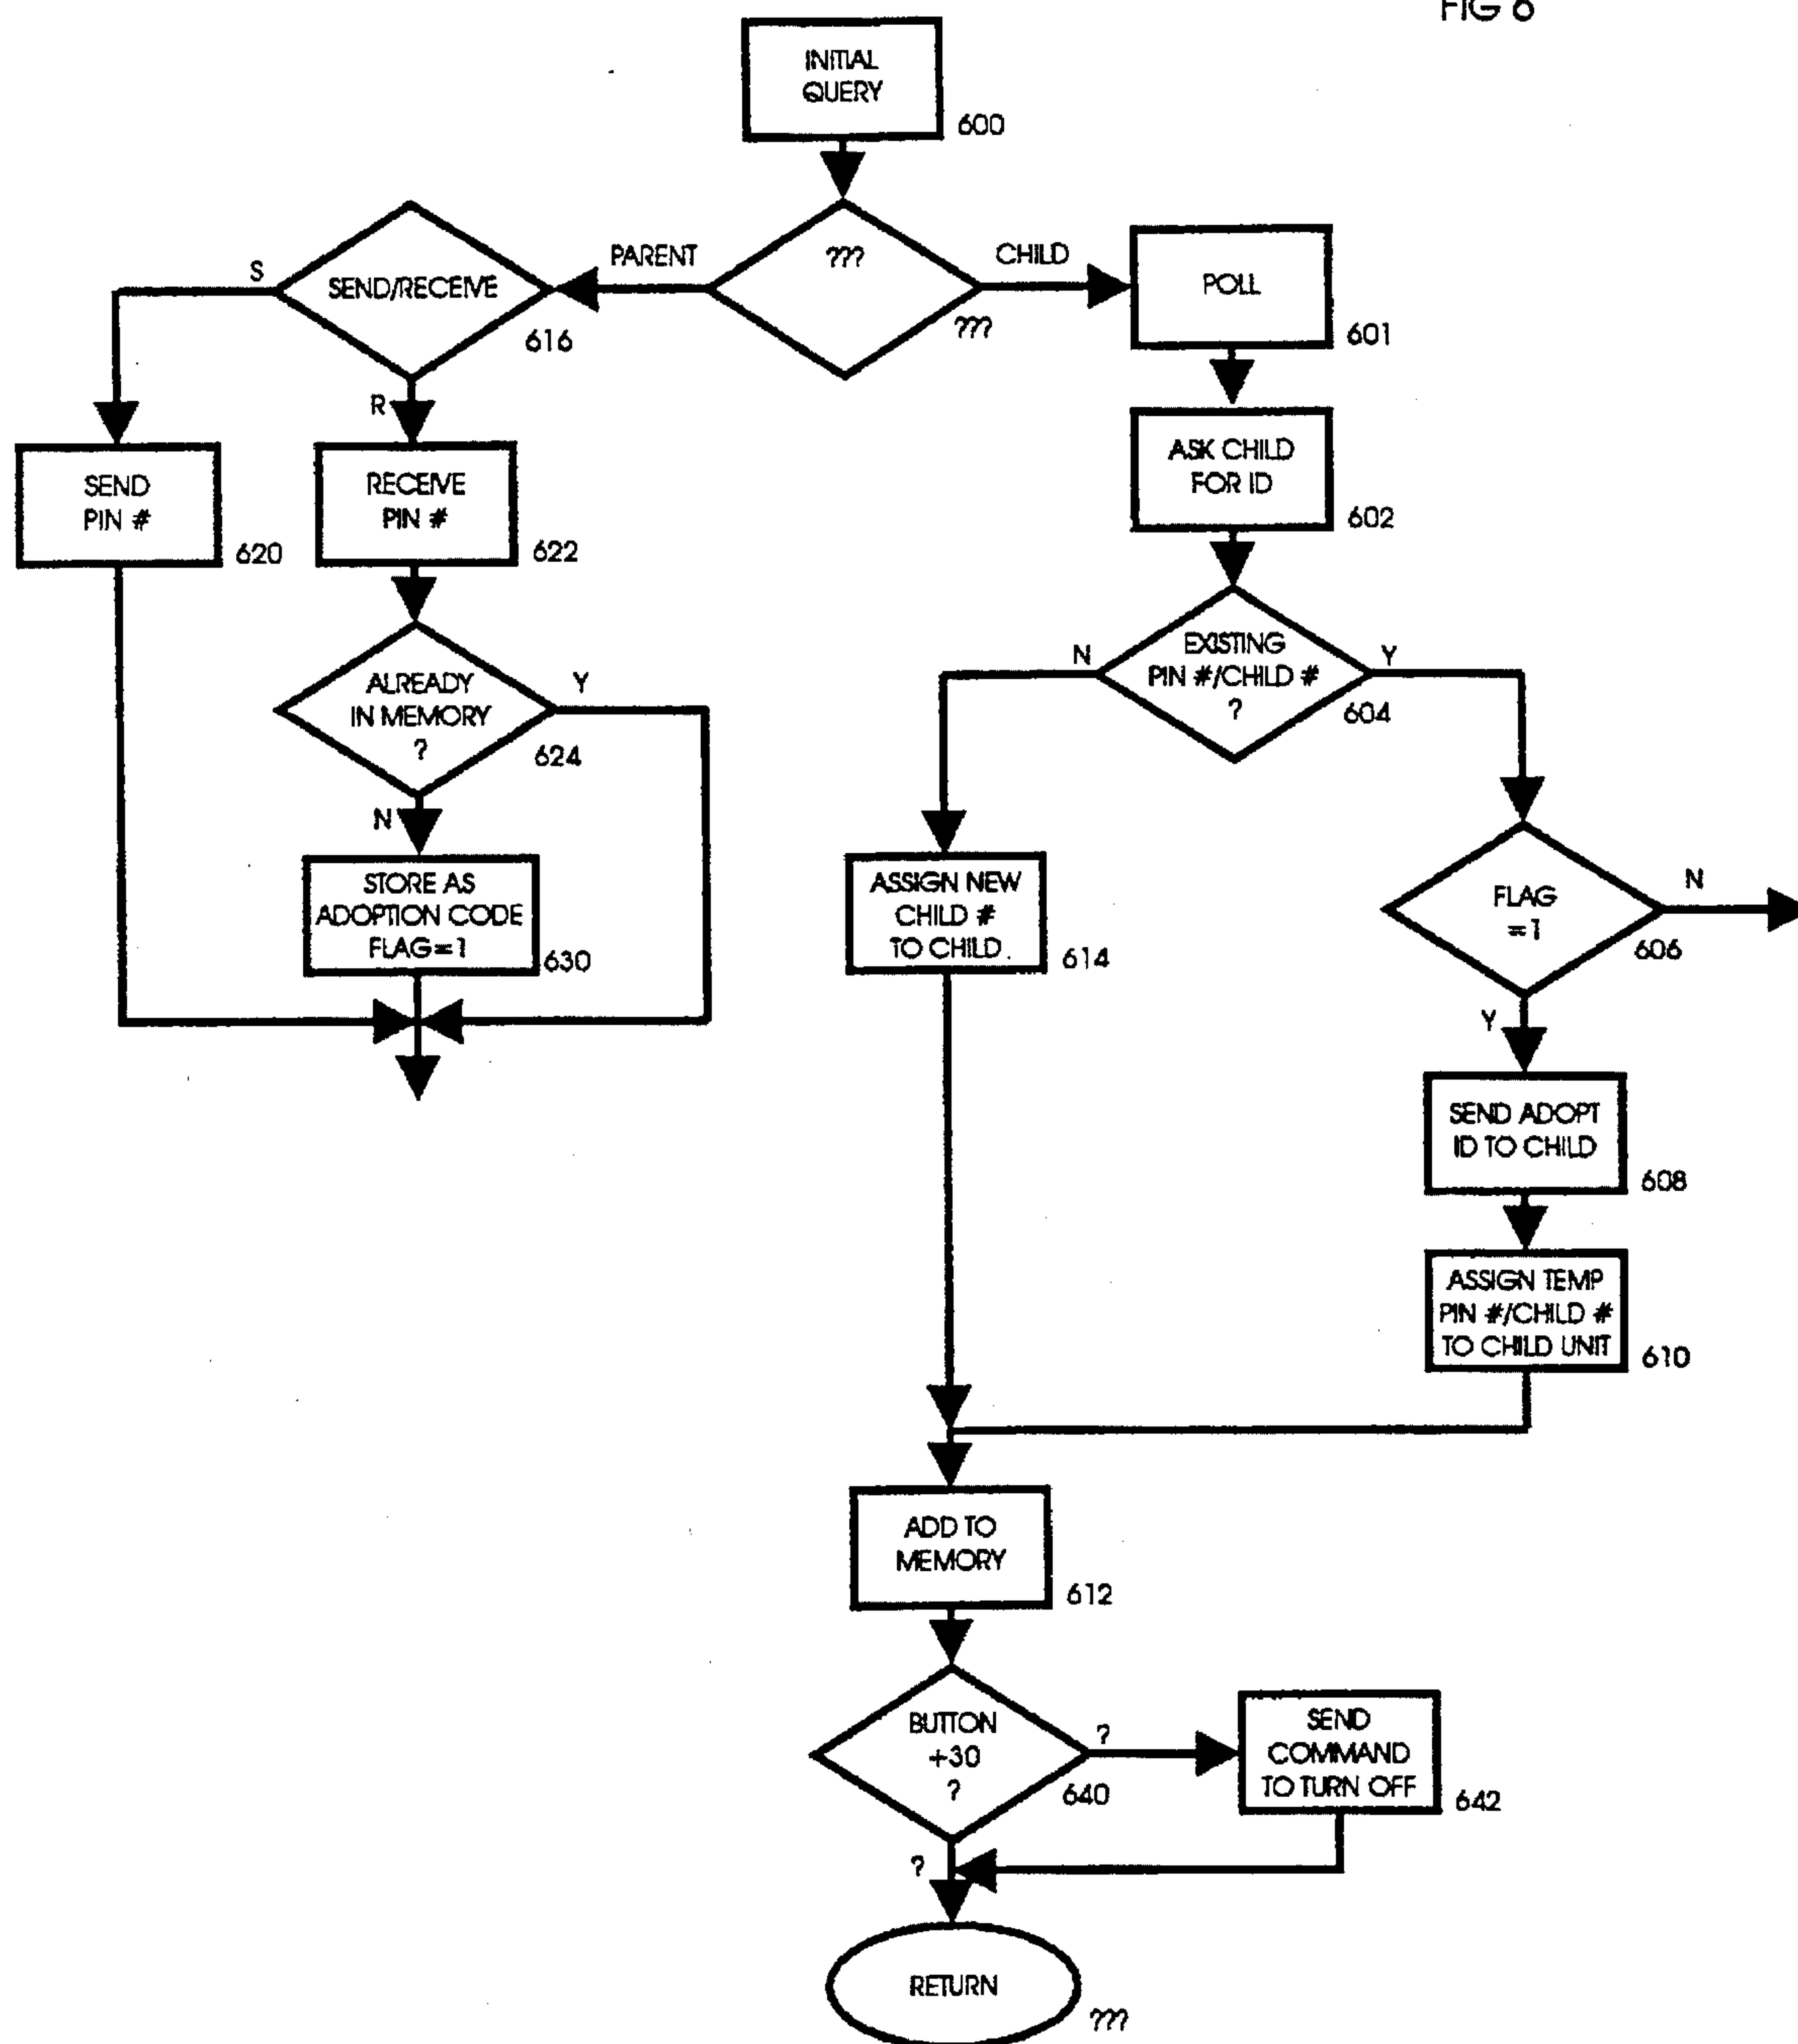 FIG 6
INITIAL
QUERY
600
???
???
PARENT
CHILD
SEND/RECEIVE
616
S
R
POLL
601
SEND
PIN #
620
RECEIVE
PIN #
622
ASK CHILD
FOR ID
602
ALREADY
IN MEMORY
?
624
Y
N
EXISTING
PIN #/CHILD #
?
604
N
Y
STORE AS
ADOPTION CODE
FLAG=1
630
ASSIGN NEW
CHILD #
TO CHILD
614
FLAG
=1
606
N
Y
SEND ADOPT
ID TO CHILD
608
ASSIGN TEMP
PIN #/CHILD #
TO CHILD UNIT
610
ADD TO
MEMORY
612
BUTTON
+30
?
640
?
?
SEND
COMMAND
TO TURN OFF
642
RETURN
???